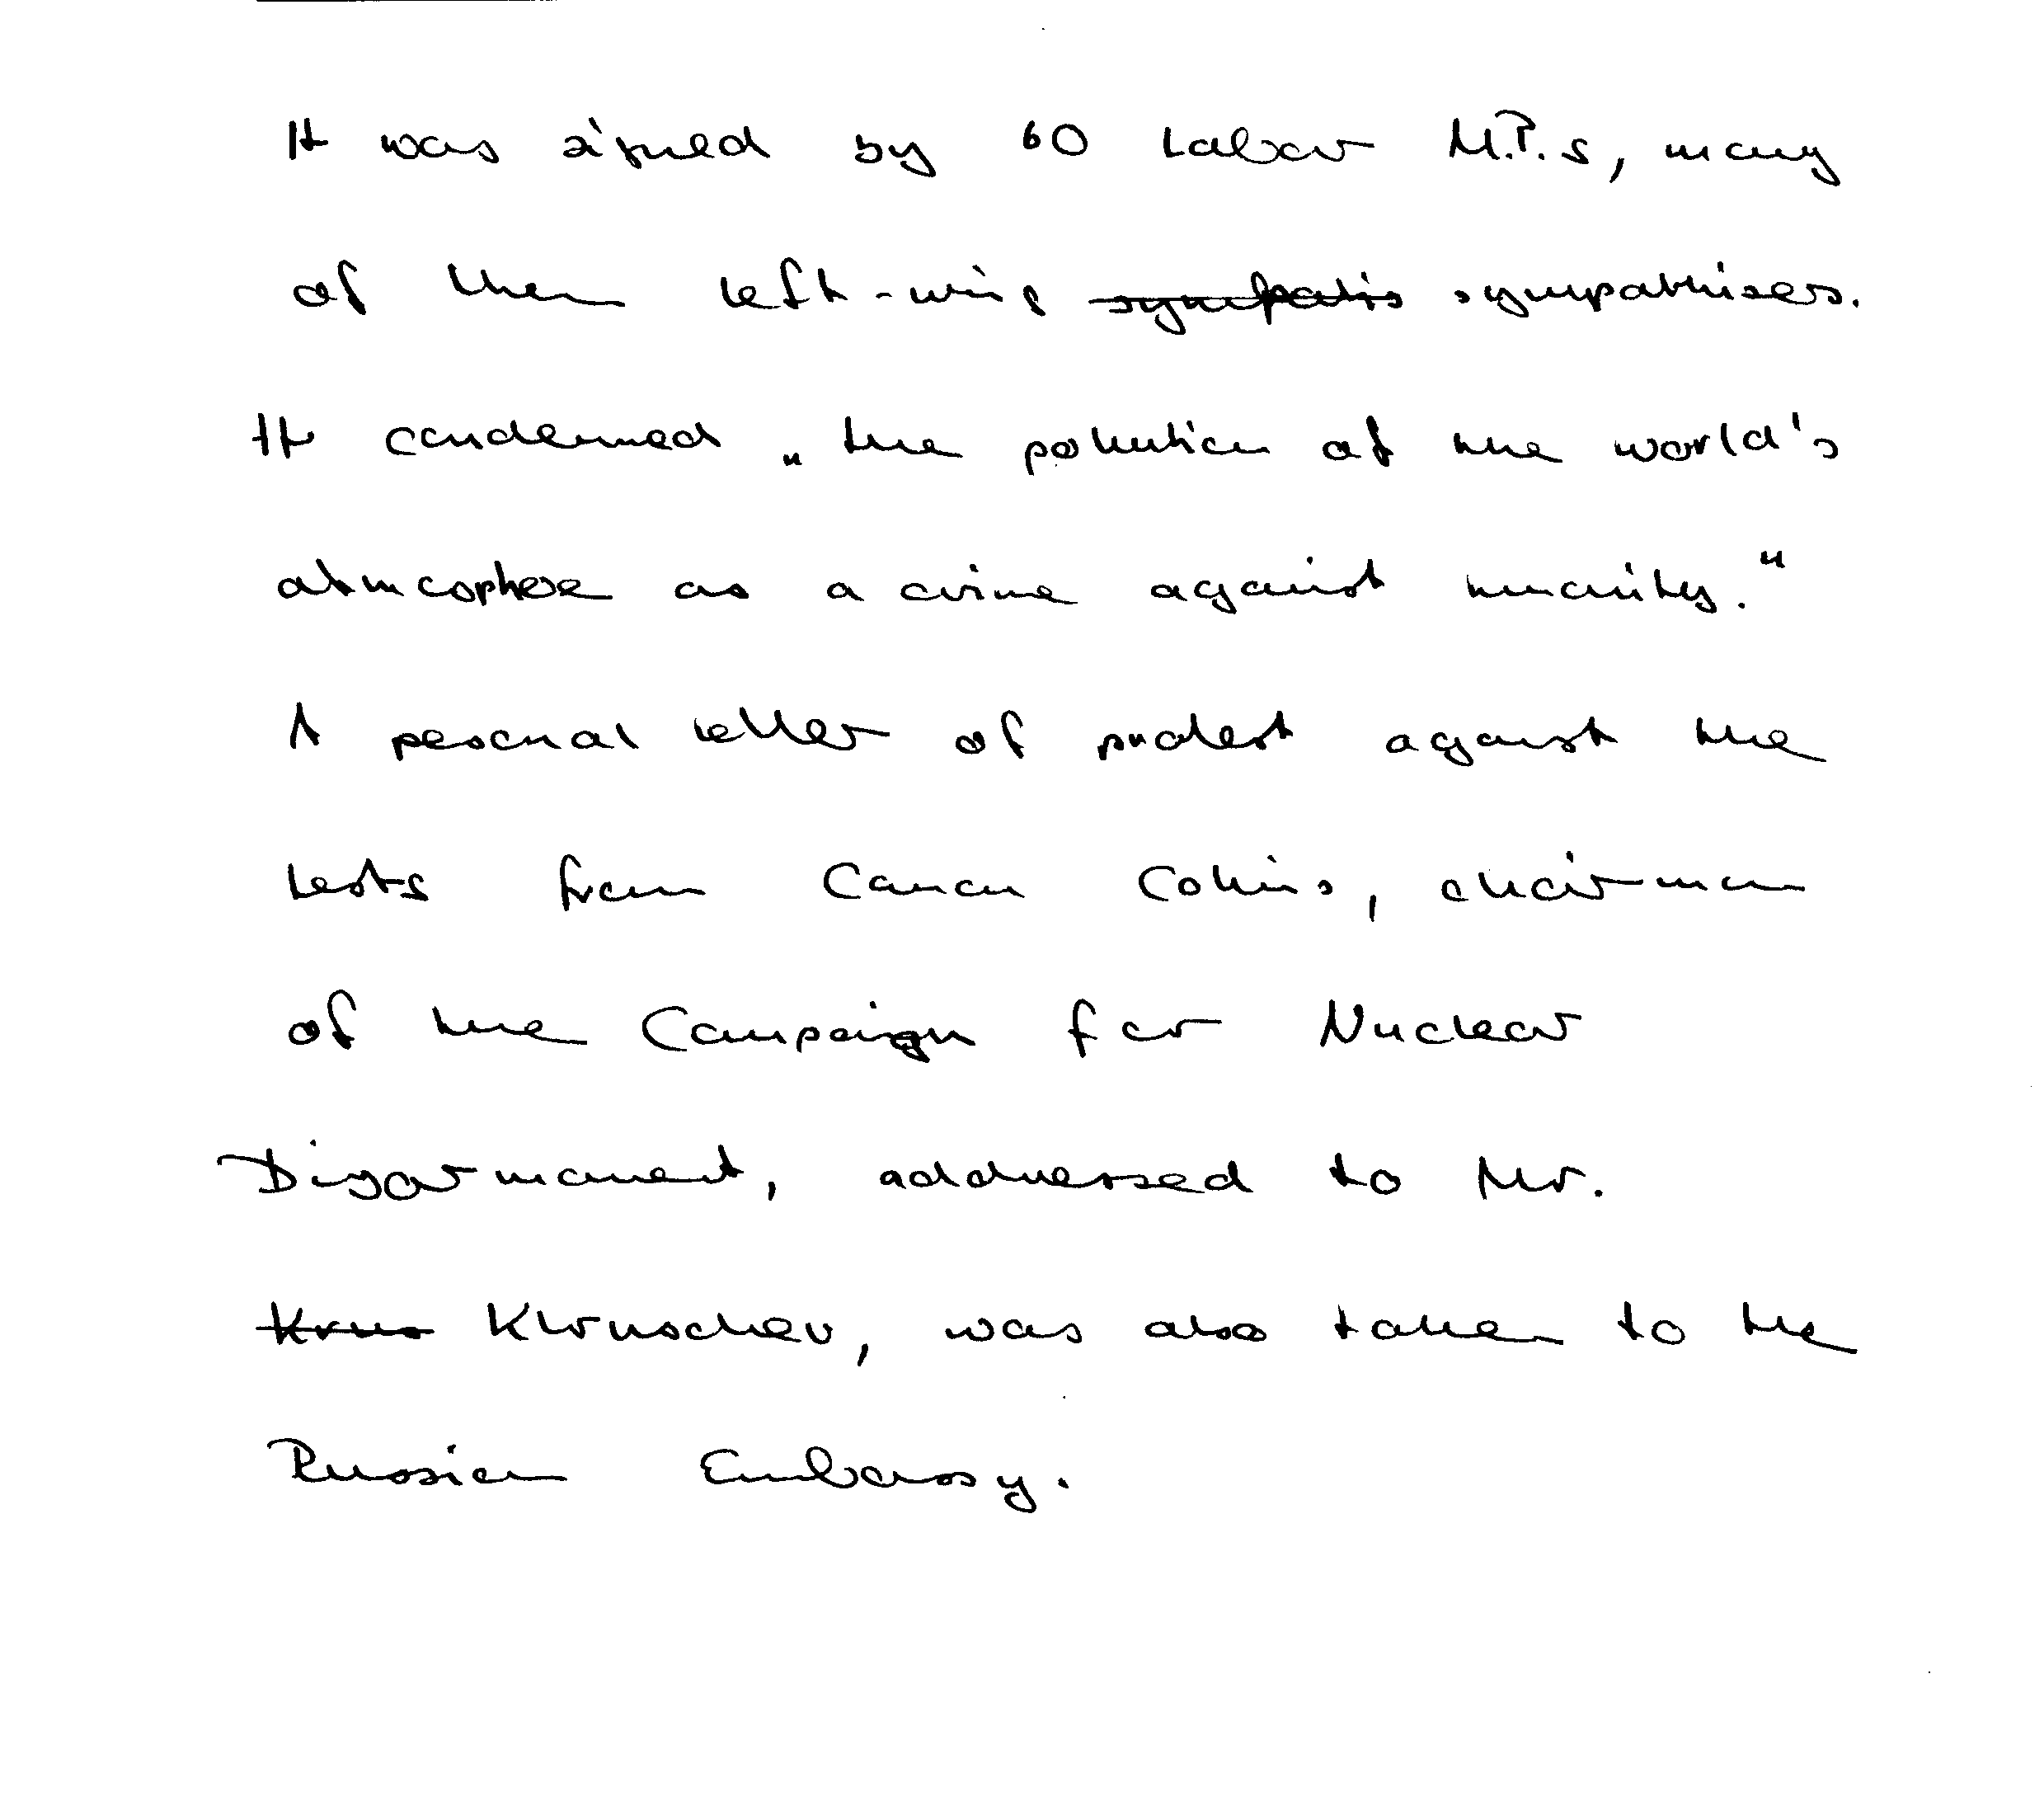 It was signed by 60 Labour M.P.s, many
of them left-wing sympatis sympathisers.
It condemned "the pollution of the world's
atmosphere as a crime against humanity."
A personal letter of protest against the
tests from Canon Collins, chairman
of the Campaign for Nuclear
Disarmament, addressed to Mr.
Krus Khruschev, was also taken to the
Russian Embassy.